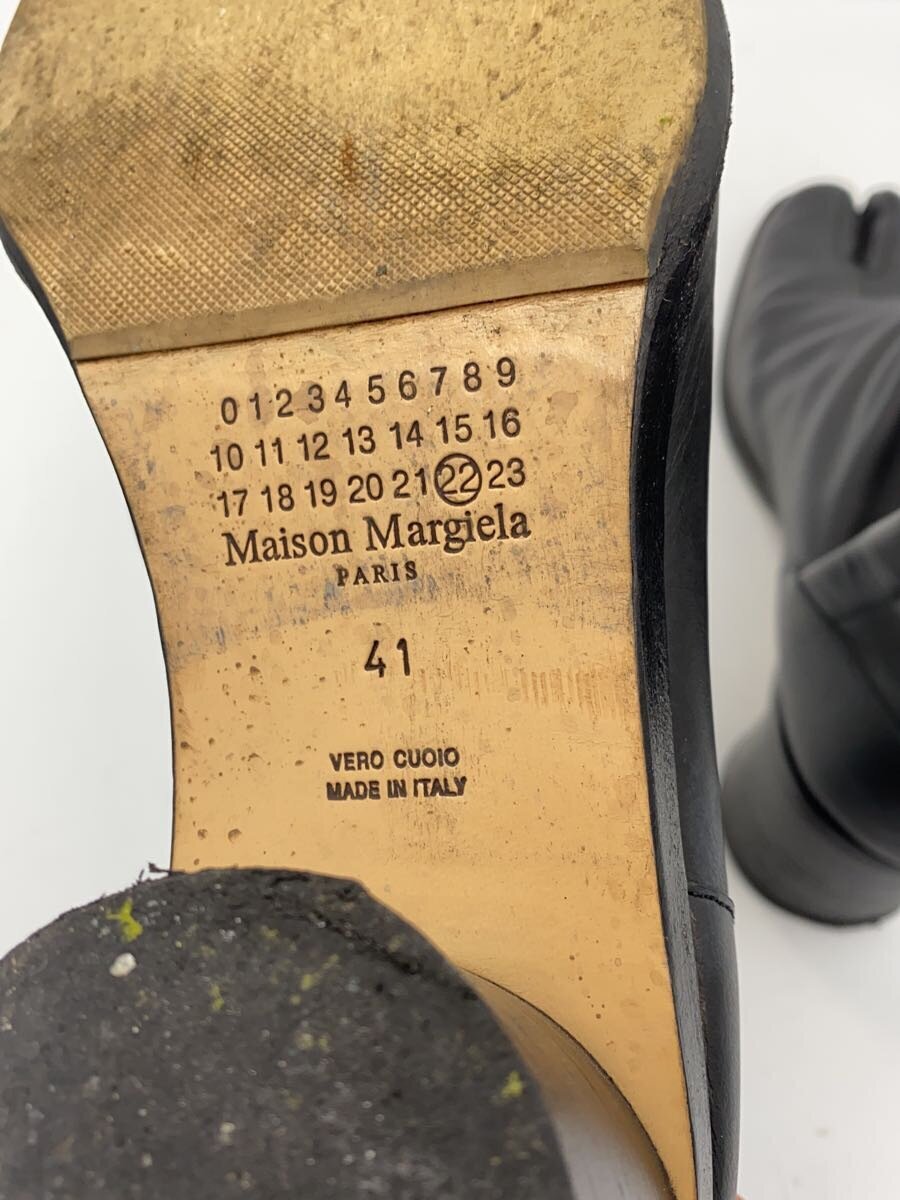 0 1 2 3 4 5 6 7 8 9
10 11 12 13 14 15 16
17 18 19 20 21 22 23
Maison Margiela
PARIS
41
VERO CUOIO
MADE IN ITALY